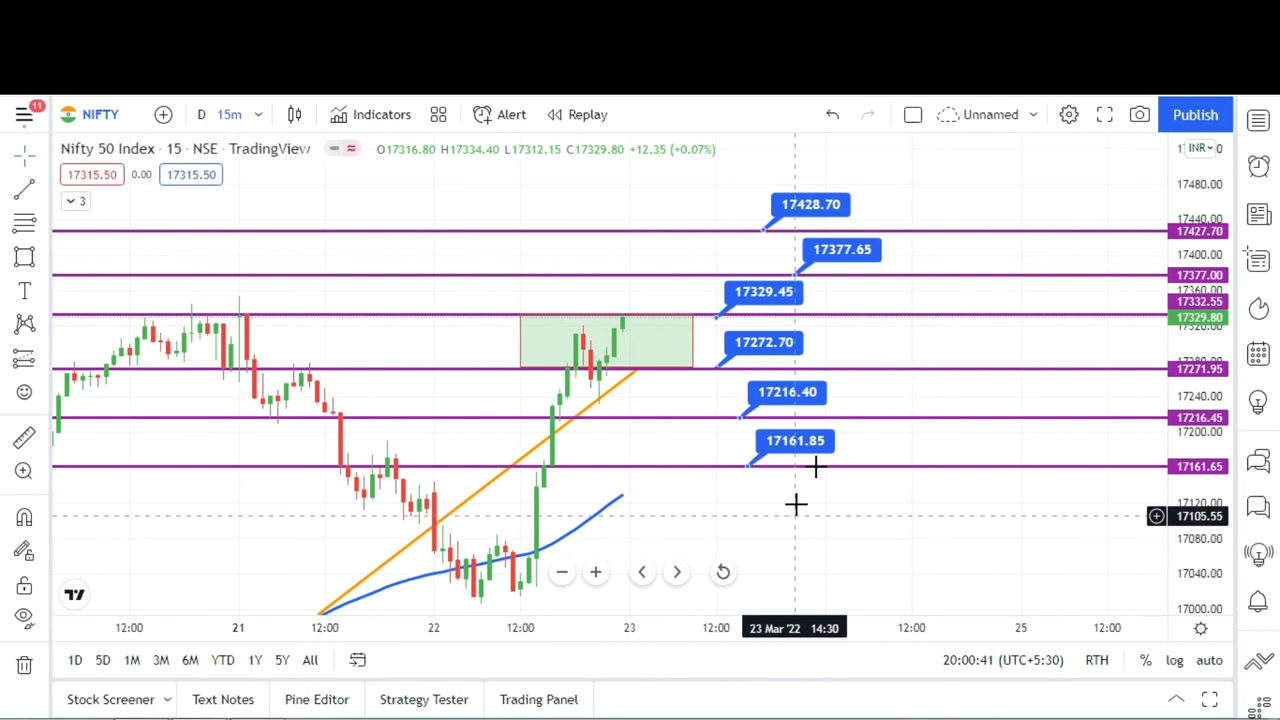 11
NIFTY
D 15m
Indicators
Alert
Replay
Unnamed
Publish
Nifty 50 Index · 15 · NSE · TradingView
O17316.80 H17334.40 L17312.15 C17329.80 +12.35 (+0.07%)
INR
17315.50 0.00 17315.50
3
17480.00
17428.70
17440.00
17427.70
17377.65
17400.00
17377.00
17360.00
17329.45
17332.55
17329.80
17320.00
17272.70
17280.00
17271.95
17216.40
17240.00
17216.45
17200.00
17161.85
17161.65
17120.00
17105.55
17080.00
17040.00
17000.00
12:00 21 12:00 22 12:00 23 12:00 23 Mar '22 14:30 12:00 25 12:00
1D 5D 1M 3M 6M YTD 1Y 5Y All 20:00:41 (UTC+5:30) RTH % log auto
Stock Screener Text Notes Pine Editor Strategy Tester Trading Panel